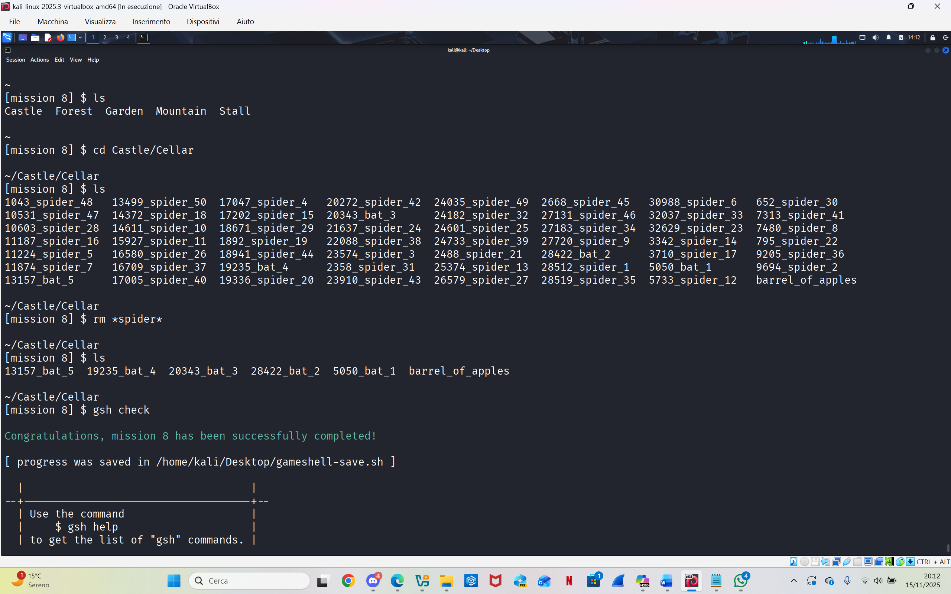 kali-linux-2025.3-virtualbox-amd64 [In esecuzione] - Oracle VirtualBox
File Macchina Visualizza Inserimento Dispositivi Aiuto
1 2 3 4 14:12
kali@kali: ~/Desktop
Session Actions Edit View Help
~
[mission 8] $ ls
Castle Forest Garden Mountain Stall
~
[mission 8] $ cd Castle/Cellar
~/Castle/Cellar
[mission 8] $ ls
1043_spider_48 13499_spider_50 17047_spider_4 20272_spider_42 24035_spider_49 2668_spider_45 30988_spider_6 652_spider_30
10531_spider_47 14372_spider_18 17202_spider_15 20343_bat_3 24182_spider_32 27131_spider_46 32037_spider_33 7313_spider_41
10603_spider_28 14611_spider_10 18671_spider_29 21637_spider_24 24601_spider_25 27183_spider_34 32629_spider_23 7480_spider_8
11187_spider_16 15927_spider_11 1892_spider_19 22088_spider_38 24733_spider_39 27720_spider_9 3342_spider_14 795_spider_22
11224_spider_5 16580_spider_26 18941_spider_44 23574_spider_3 2488_spider_21 28422_bat_2 3710_spider_17 9205_spider_36
11874_spider_7 16709_spider_37 19235_bat_4 2358_spider_31 25374_spider_13 28512_spider_1 5050_bat_1 9694_spider_2
13157_bat_5 17005_spider_40 19336_spider_20 23910_spider_43 26579_spider_27 28519_spider_35 5733_spider_12 barrel_of_apples
~/Castle/Cellar
[mission 8] $ rm *spider*
~/Castle/Cellar
[mission 8] $ ls
13157_bat_5 19235_bat_4 20343_bat_3 28422_bat_2 5050_bat_1 barrel_of_apples
~/Castle/Cellar
[mission 8] $ gsh check
Congratulations, mission 8 has been successfully completed!
[ progress was saved in /home/kali/Desktop/gameshell-save.sh ]
| Use the command |
| $ gsh help |
| to get the list of "gsh" commands. |
CTRL + ALT
15°C
Sereno
Cerca
20:12
15/11/2025